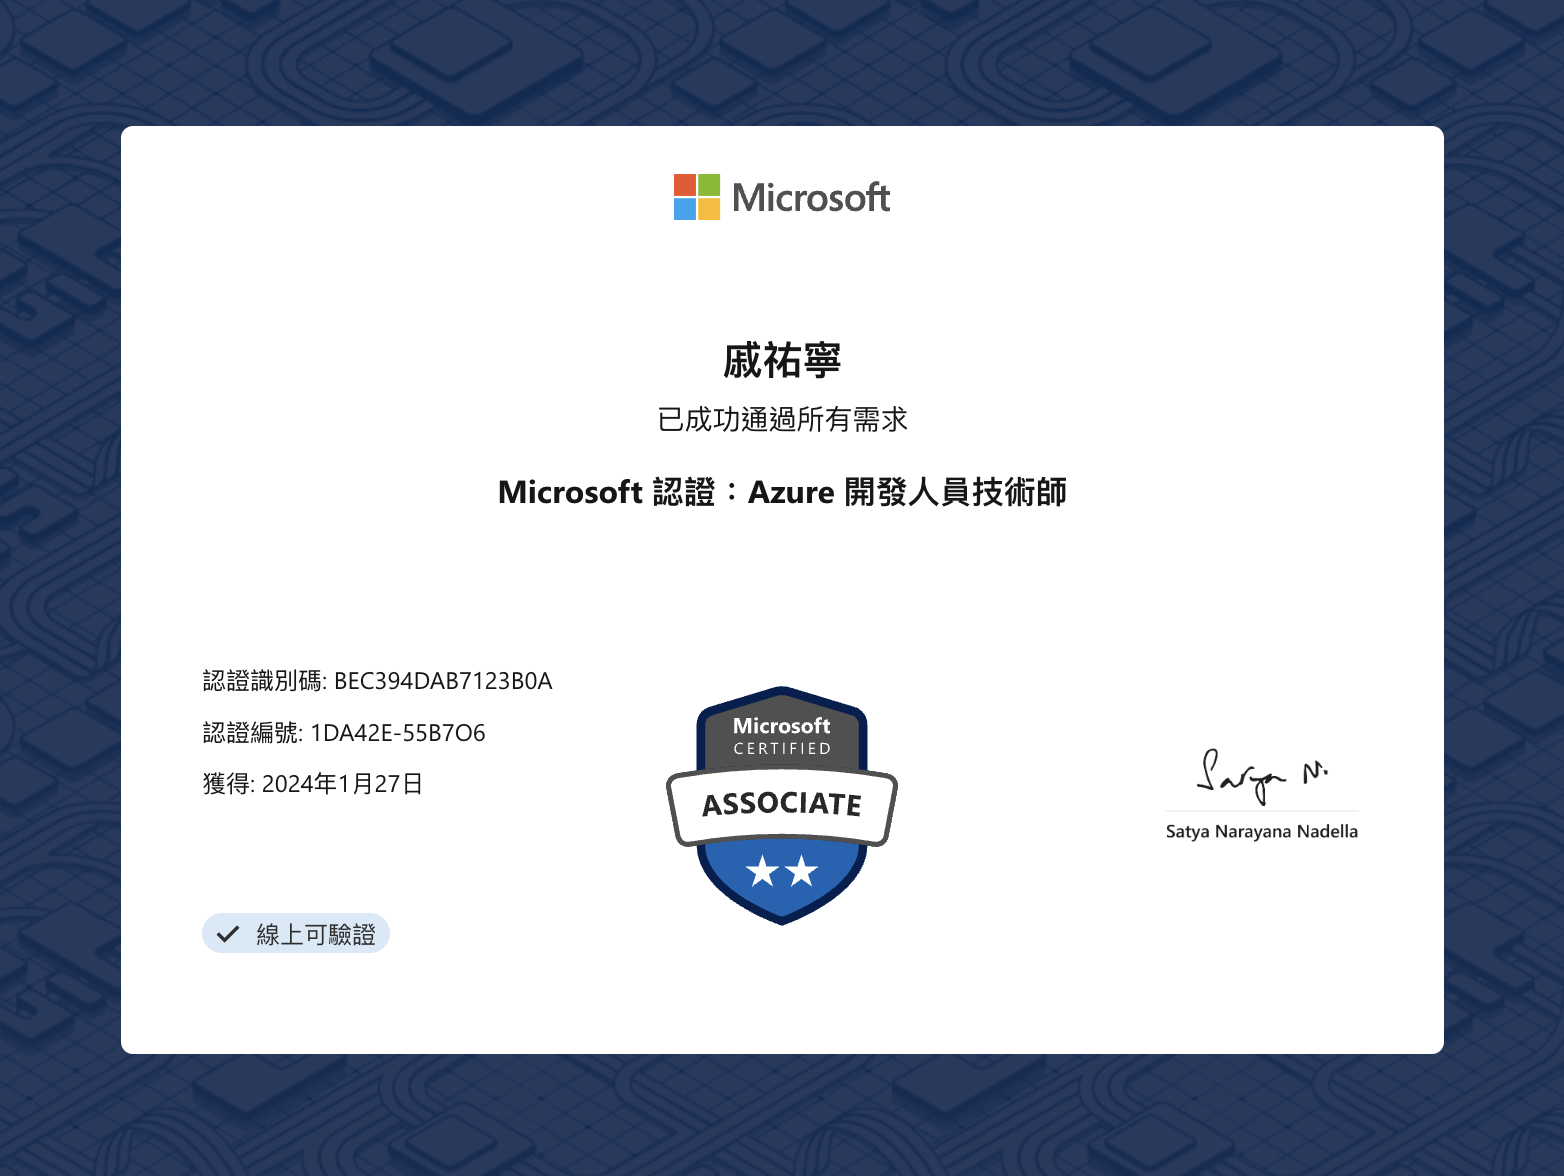 Microsoft
戚祐寧
已成功通過所有需求
Microsoft 認證：Azure 開發人員技術師
認證識別碼: BEC394DAB7123B0A
認證編號: 1DA42E-55B7O6
獲得: 2024年1月27日
Microsoft
CERTIFIED
ASSOCIATE
Satya N.
Satya Narayana Nadella
線上可驗證